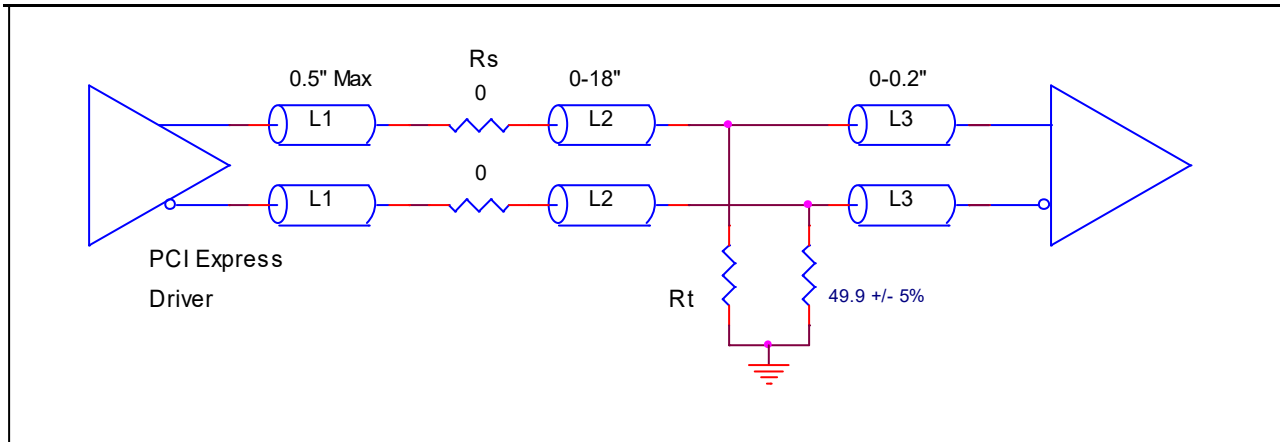 Rs
0.5" Max
0
0-18"
0-0.2"
L1
L2
L3
0
L1
L2
L3
PCI Express
Driver
Rt
49.9 +/- 5%